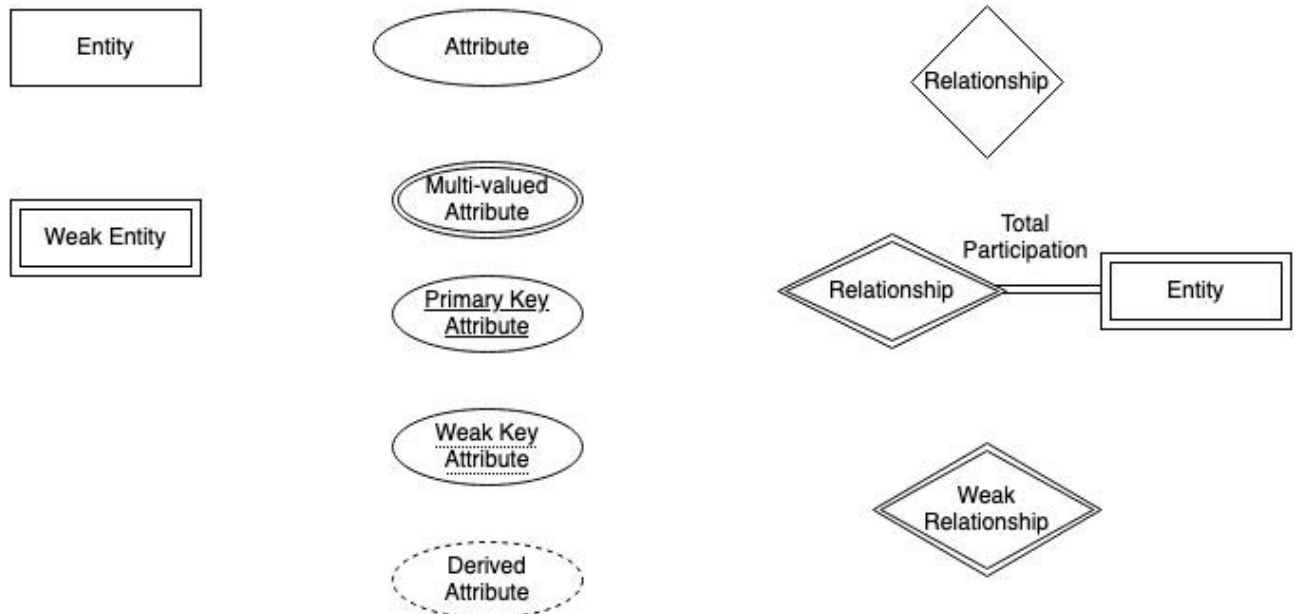 Entity
Attribute
Relationship
Multi-valued
Attribute
Weak Entity
Total
Participation
Primary Key
Attribute
Relationship
Entity
Weak Key
Attribute
Weak
Relationship
Derived
Attribute